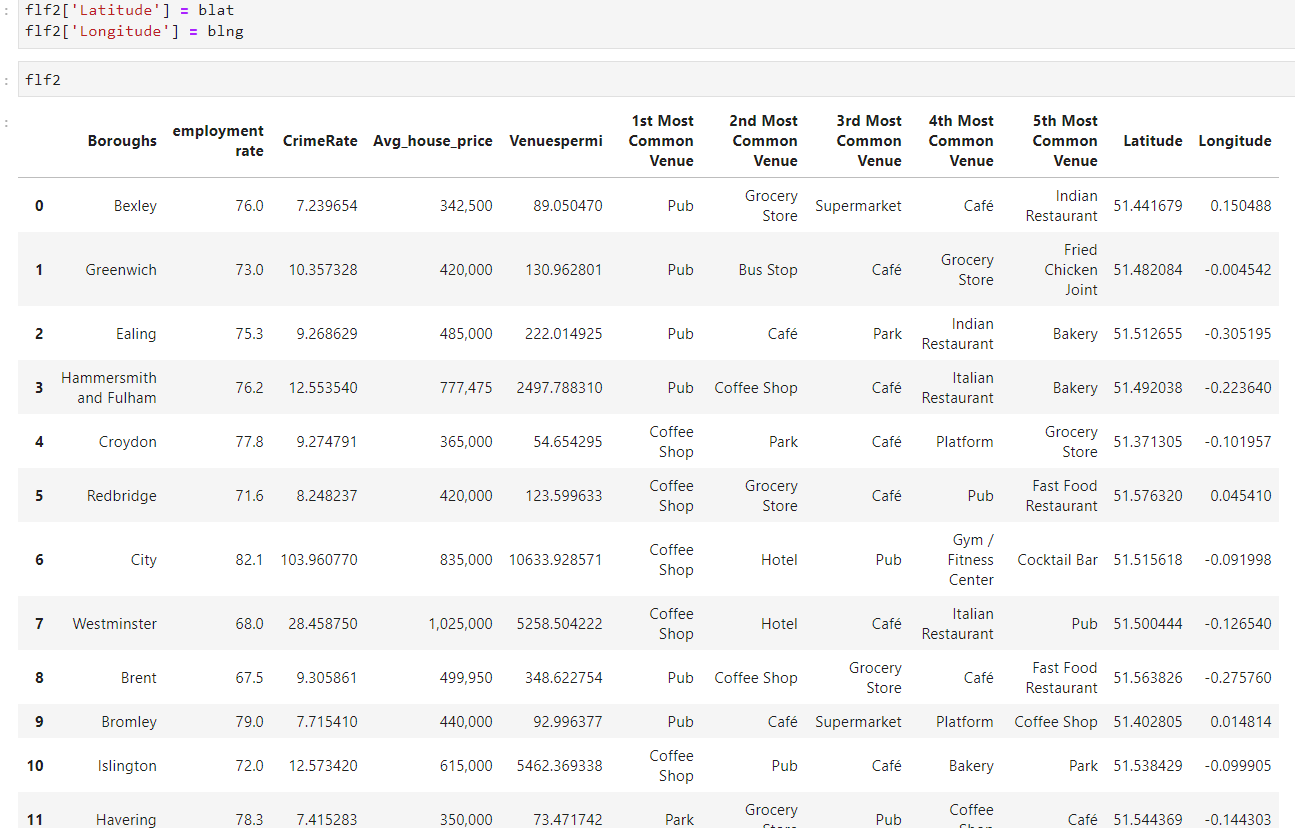 : flf2['Latitude'] = blat
flf2['Longitude'] = blng
: flf2
:
Boroughs employment rate CrimeRate Avg_house_price Venuespermi 1st Most Common Venue 2nd Most Common Venue 3rd Most Common Venue 4th Most Common Venue 5th Most Common Venue Latitude Longitude
0 Bexley 76.0 7.239654 342,500 89.050470 Pub Grocery Store Supermarket Café Indian Restaurant 51.441679 0.150488
1 Greenwich 73.0 10.357328 420,000 130.962801 Pub Bus Stop Café Grocery Store Fried Chicken Joint 51.482084 -0.004542
2 Ealing 75.3 9.268629 485,000 222.014925 Pub Café Park Indian Restaurant Bakery 51.512655 -0.305195
3 Hammersmith and Fulham 76.2 12.553540 777,475 2497.788310 Pub Coffee Shop Café Italian Restaurant Bakery 51.492038 -0.223640
4 Croydon 77.8 9.274791 365,000 54.654295 Coffee Shop Park Café Platform Grocery Store 51.371305 -0.101957
5 Redbridge 71.6 8.248237 420,000 123.599633 Coffee Shop Grocery Store Café Pub Fast Food Restaurant 51.576320 0.045410
6 City 82.1 103.960770 835,000 10633.928571 Coffee Shop Hotel Pub Gym / Fitness Center Cocktail Bar 51.515618 -0.091998
7 Westminster 68.0 28.458750 1,025,000 5258.504222 Coffee Shop Hotel Café Italian Restaurant Pub 51.500444 -0.126540
8 Brent 67.5 9.305861 499,950 348.622754 Pub Coffee Shop Grocery Store Café Fast Food Restaurant 51.563826 -0.275760
9 Bromley 79.0 7.715410 440,000 92.996377 Pub Café Supermarket Platform Coffee Shop 51.402805 0.014814
10 Islington 72.0 12.573420 615,000 5462.369338 Coffee Shop Pub Café Bakery Park 51.538429 -0.099905
11 Havering 78.3 7.415283 350,000 73.471742 Park Grocery Pub Coffee Café 51.544369 -0.144303